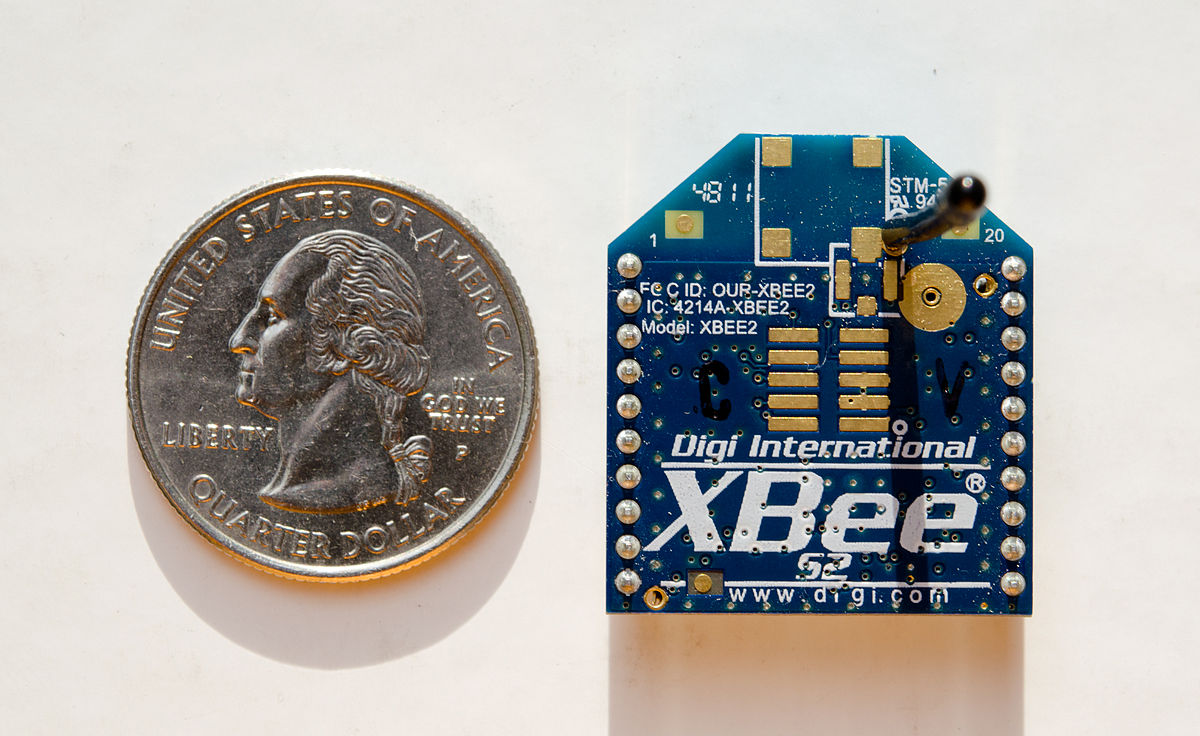 UNITED STATES OF AMERICA
IN
GOD WE
TRUST
LIBERTY
P
QUARTER DOLLAR
4811
STM-
94
1
20
FCC ID: OUR-XBEE2
IC: 4214A-XBEE2
Model: XBEE2
C
V
Digi International
XBee®
S2
www.digi.com